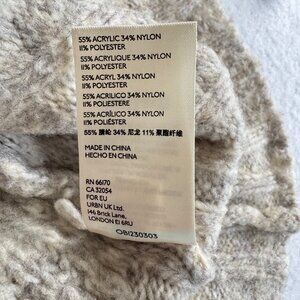 55% ACRYLIC 34% NYLON
11% POLYESTER
55% ACRYLIQUE 34% NYLON
11% POLYESTER
55% ACRYL 34% NYLON
11% POLYESTER
55% ACRILICO 34% NYLON
11% POLIESTERE
55% ACRÍLICO 34% NYLON
11% POLIÉSTER
55% 腈纶 34% 尼龙 11% 聚酯纤维
MADE IN CHINA
HECHO EN CHINA
RN 66170
CA 32054
FOR EU
URBN UK Ltd.
146 Brick Lane,
LONDON E1 6RU
OB1230303